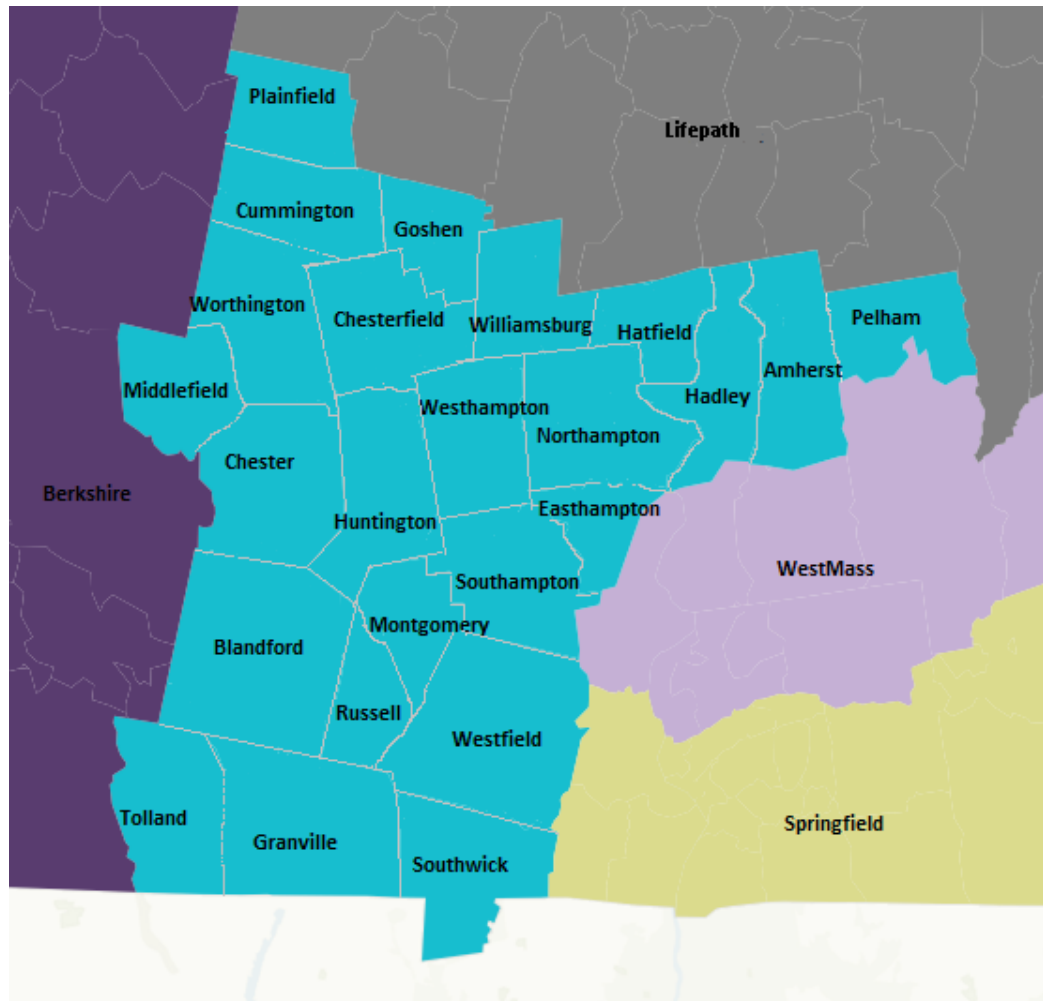 Plainfield
Lifepath
Cummington
Goshen
Worthington
Chesterfield
Williamsburg
Hatfield
Pelham
Middlefield
Amherst
Hadley
Westhampton
Northampton
Chester
Berkshire
Huntington
Easthampton
WestMass
Southampton
Montgomery
Blandford
Russell
Westfield
Tolland
Springfield
Granville
Southwick